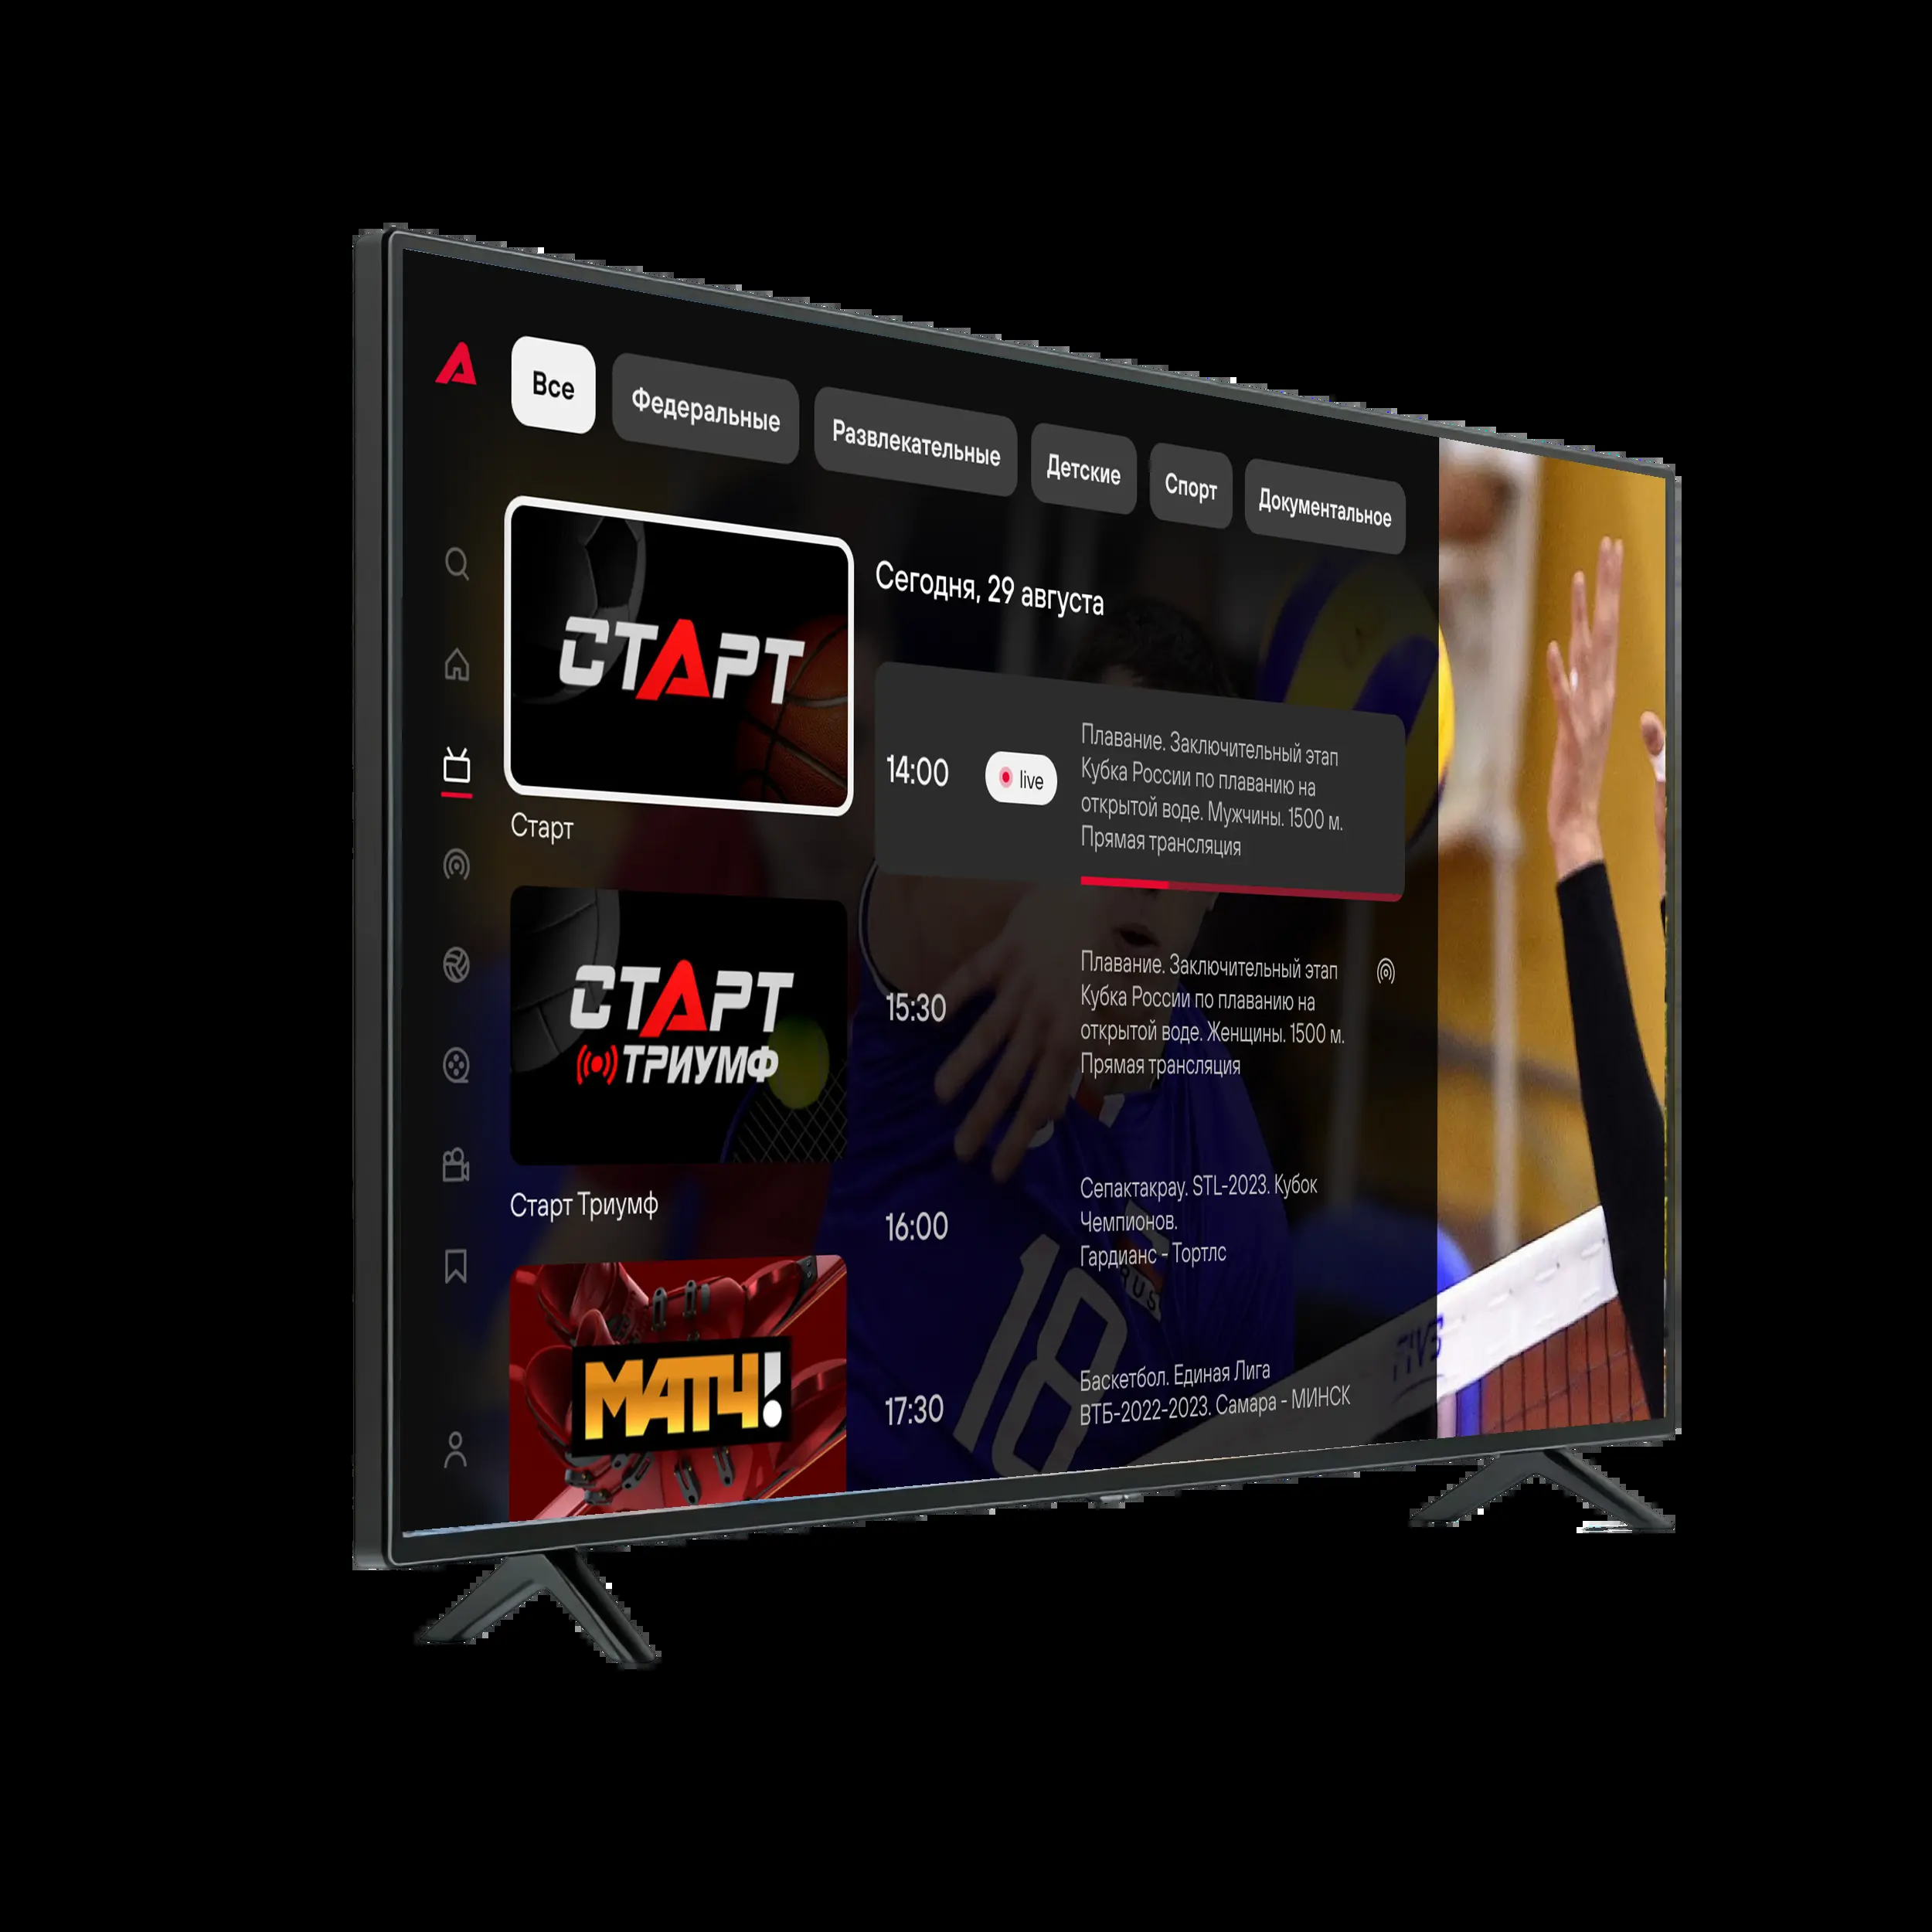 Все
Федеральные
Развлекательные
Детские
Спорт
Документальное
СТАРТ
Старт
СТАРТ
ТРИУМФ
Старт Триумф
МАТЧ!
Сегодня, 29 августа
14:00
live
Плавание. Заключительный этап
Кубка России по плаванию на
открытой воде. Мужчины. 1500 м.
Прямая трансляция
15:30
Плавание. Заключительный этап
Кубка России по плаванию на
открытой воде. Женщины. 1500 м.
Прямая трансляция
16:00
Сепактакрау. STL-2023. Кубок
Чемпионов.
Гардианс - Тортлс
17:30
Баскетбол. Единая Лига
ВТБ-2022-2023. Самара - МИНСК
RUS
18
FIVB